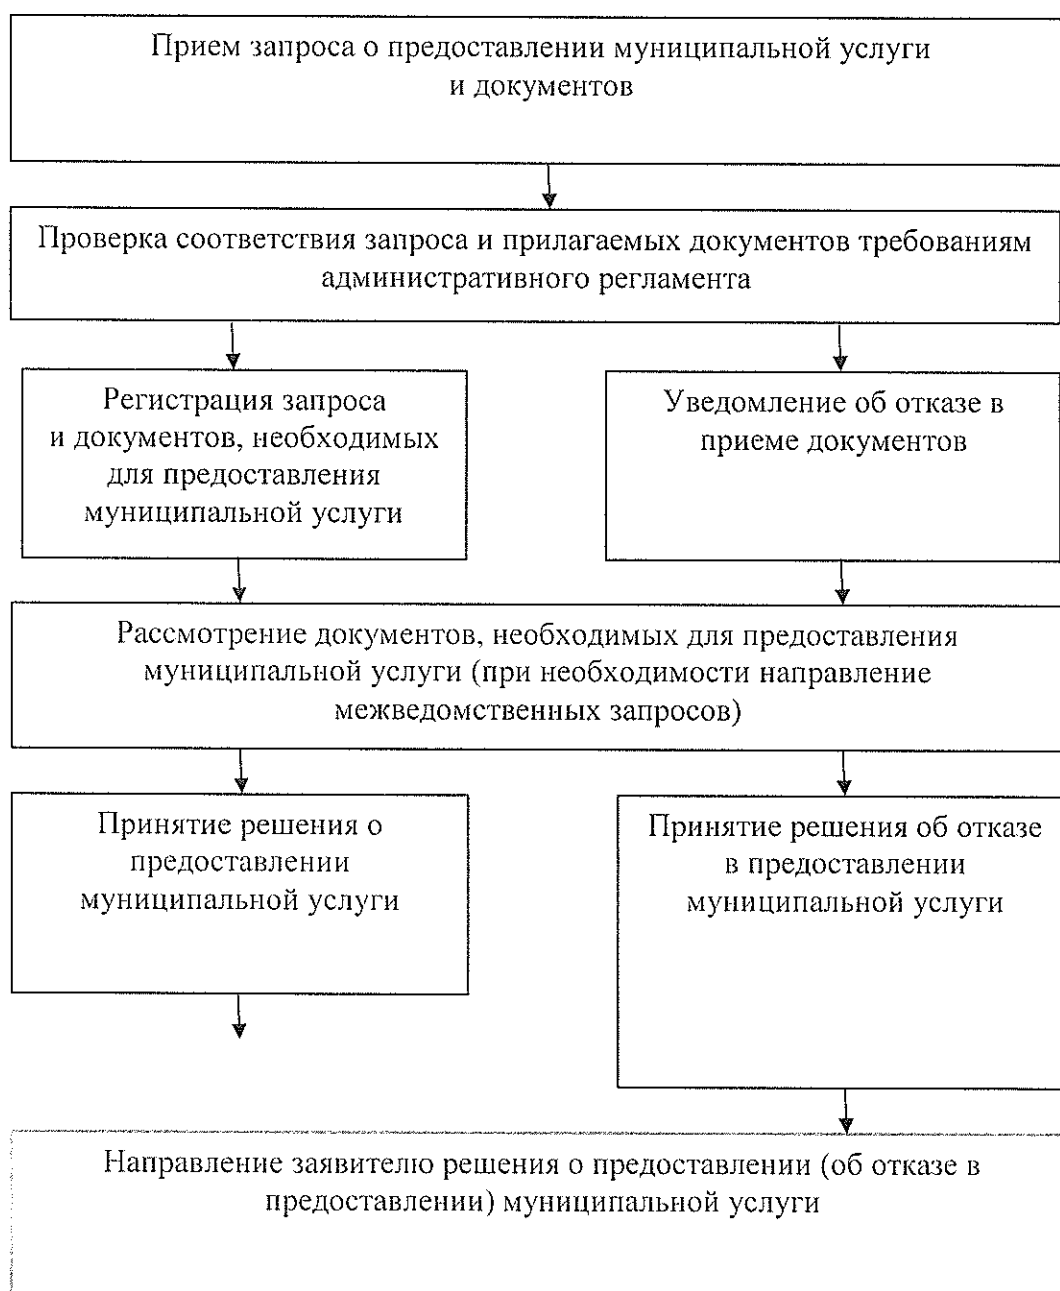 Прием запроса о предоставлении муниципальной услуги
и документов
Проверка соответствия запроса и прилагаемых документов требованиям
административного регламента
Регистрация запроса
и документов, необходимых
для предоставления
муниципальной услуги
Уведомление об отказе в
приеме документов
Рассмотрение документов, необходимых для предоставления
муниципальной услуги (при необходимости направление
межведомственных запросов)
Принятие решения о
предоставлении
муниципальной услуги
Принятие решения об отказе
в предоставлении
муниципальной услуги
Направление заявителю решения о предоставлении (об отказе в
предоставлении) муниципальной услуги